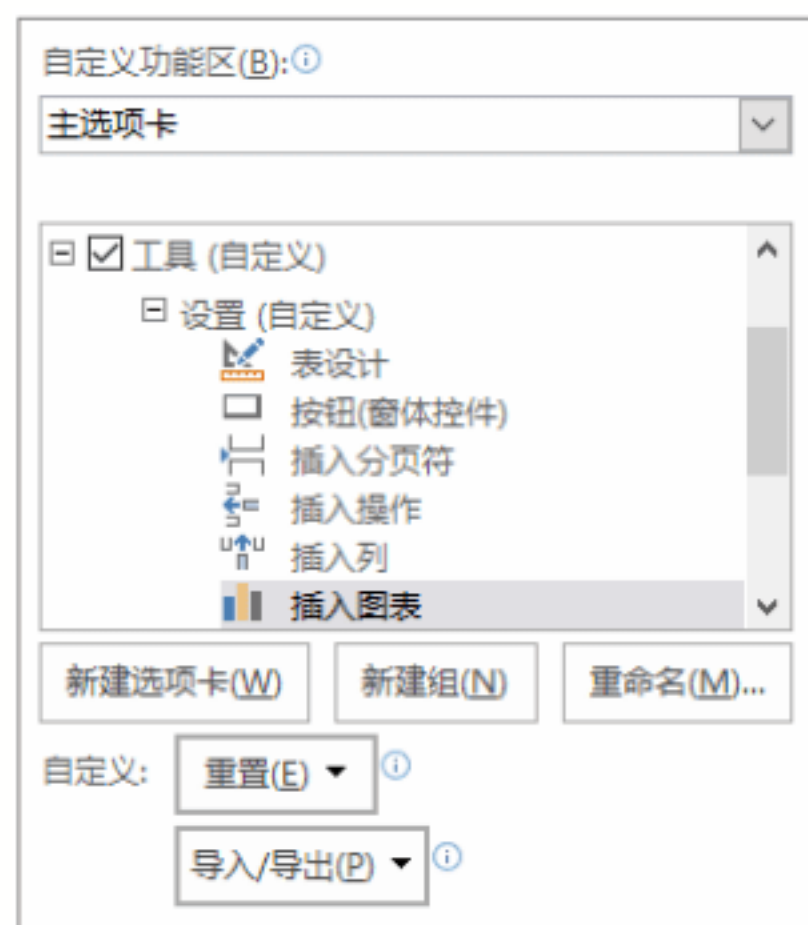 自定义功能区(B):
主选项卡
工具 (自定义)
设置 (自定义)
表设计
按钮(窗体控件)
插入分页符
插入操作
插入列
插入图表
新建选项卡(W) 新建组(N) 重命名(M)...
自定义: 重置(E)
导入/导出(P)